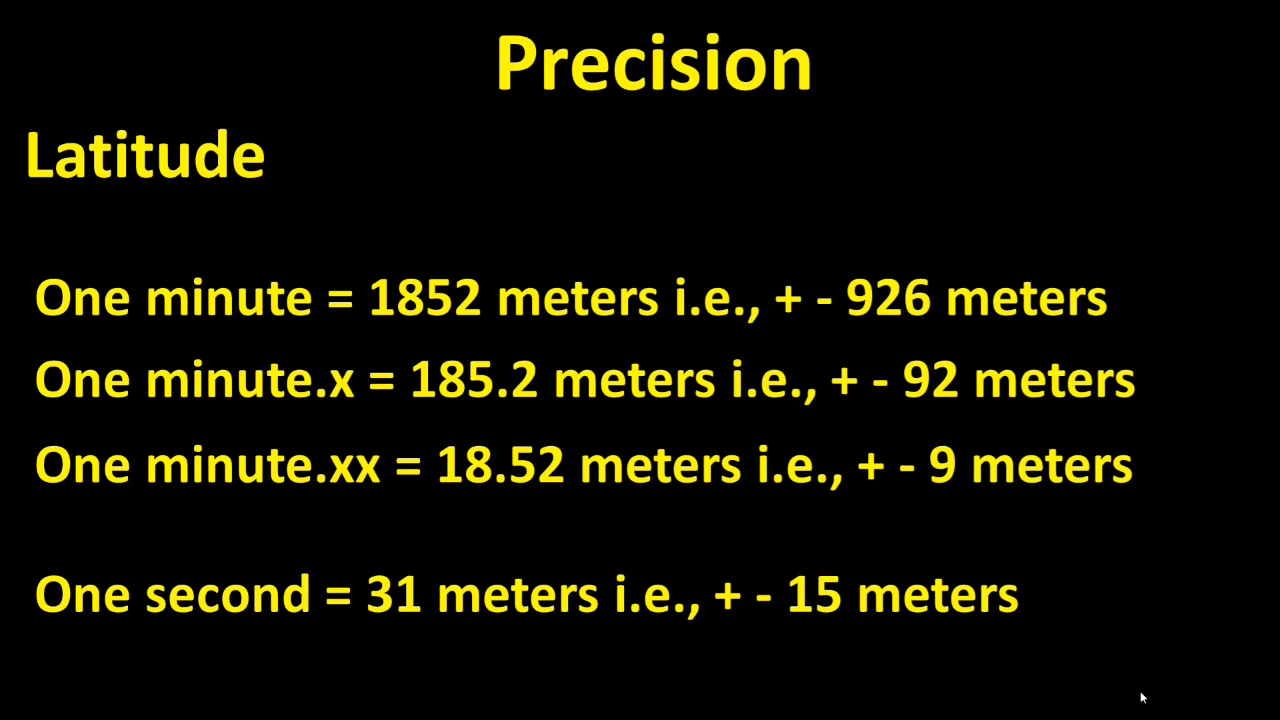 Precision
Latitude
One minute = 1852 meters i.e., + - 926 meters
One minute.x = 185.2 meters i.e., + - 92 meters
One minute.xx = 18.52 meters i.e., + - 9 meters
One second = 31 meters i.e., + - 15 meters